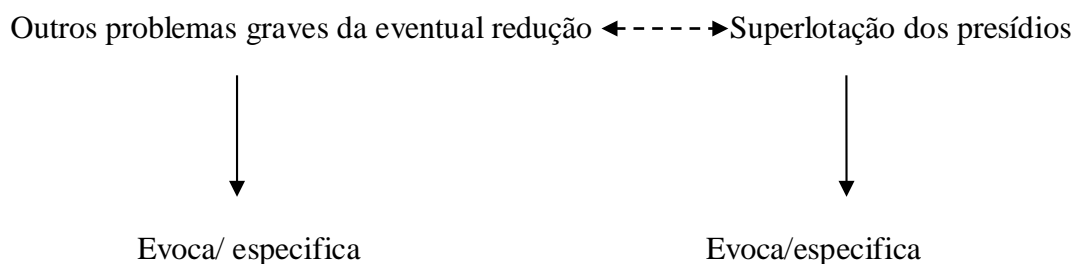 Outros problemas graves da eventual redução Superlotação dos presídios
Evoca/ especifica Evoca/especifica